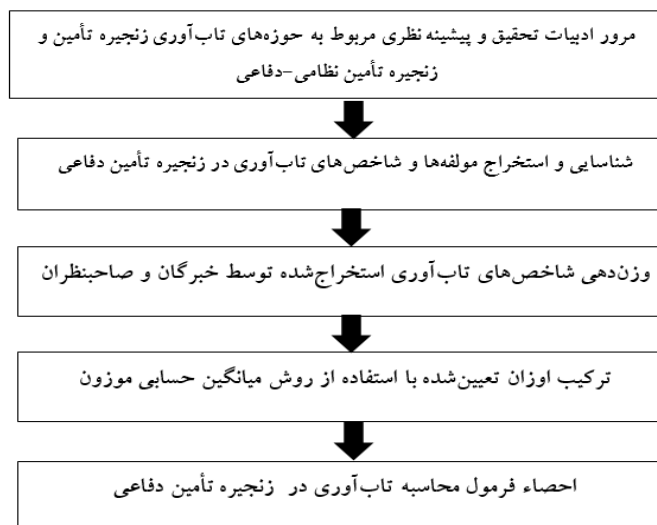 مرور ادبیات تحقیق و پیشینه نظری مربوط به حوزه‌های تاب‌آوری زنجیره تأمین و
زنجیره تأمین نظامی-دفاعی
شناسایی و استخراج مولفه‌ها و شاخص‌های تاب‌آوری در زنجیره تأمین دفاعی
وزن‌دهی شاخص‌های تاب‌آوری استخراج‌شده توسط خبرگان و صاحبنظران
ترکیب اوزان تعیین‌شده با استفاده از روش میانگین حسابی موزون
احصاء فرمول محاسبه تاب‌آوری در زنجیره تأمین دفاعی